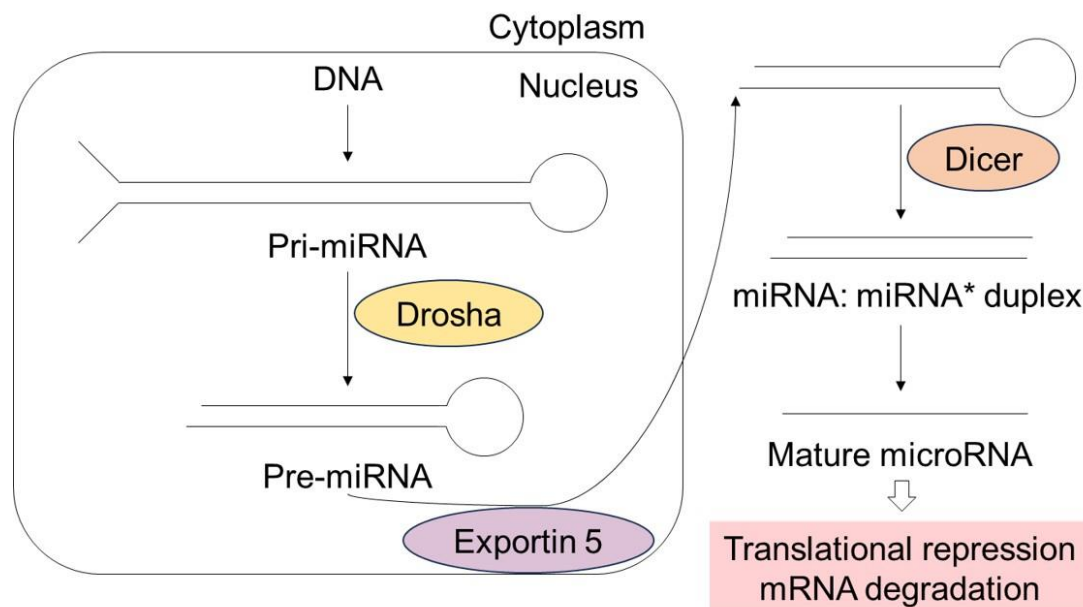 Cytoplasm
Nucleus
DNA
Pri-miRNA
Drosha
Pre-miRNA
Exportin 5
Dicer
miRNA: miRNA* duplex
Mature microRNA
Translational repression
mRNA degradation